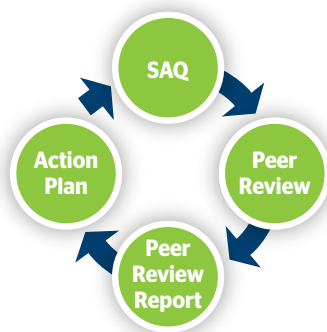 SAQ
Peer
Review
Peer
Review
Report
Action
Plan